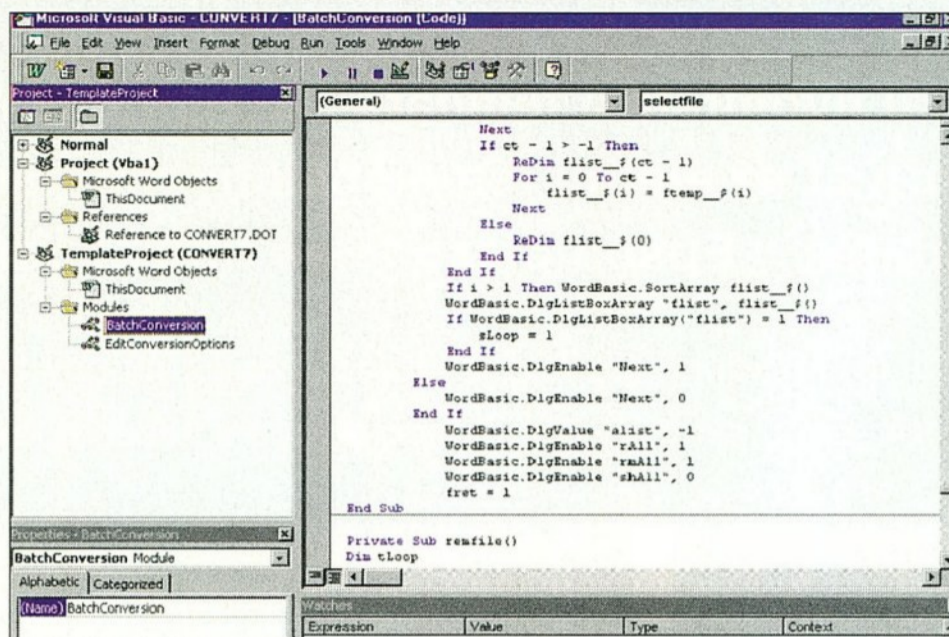 Microsoft Visual Basic - CONVERT7 - [BatchConversion (Code)]
File Edit View Insert Format Debug Run Tools Window Help
Project - TemplateProject
Normal
Project (Vba1)
Microsoft Word Objects
ThisDocument
References
Reference to CONVERT7.DOT
TemplateProject (CONVERT7)
Microsoft Word Objects
ThisDocument
Modules
BatchConversion
EditConversionOptions
Properties - BatchConversion
BatchConversion Module
Alphabetic Categorized
(Name) BatchConversion
(General) selectfile
Next
If ct - 1 > -1 Then
ReDim flist__$(ct - 1)
For i = 0 To ct - 1
flist__$(i) = ftemp__$(i)
Next
Else
ReDim flist__$(0)
End If
End If
If i > 1 Then WordBasic.SortArray flist__$()
WordBasic.DlgListBoxArray "flist", flist__$()
If WordBasic.DlgListBoxArray("flist") = 1 Then
sLoop = 1
End If
WordBasic.DlgEnable "Next", 1
Else
WordBasic.DlgEnable "Next", 0
End If
WordBasic.DlgValue "alist", -1
WordBasic.DlgEnable "rAll", 1
WordBasic.DlgEnable "rmAll", 1
WordBasic.DlgEnable "shAll", 0
fret = 1
End Sub
Private Sub remfile()
Dim tLoop
Watches
Expression Value Type Context